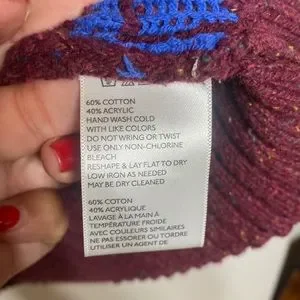 60% COTTON
40% ACRYLIC
HAND WASH COLD
WITH LIKE COLORS
DO NOT WRING OR TWIST
USE ONLY NON-CHLORINE
BLEACH
RESHAPE & LAY FLAT TO DRY
LOW IRON AS NEEDED
MAY BE DRY CLEANED
60% COTON
40% ACRYLIQUE
LAVAGE À LA MAIN À
TEMPÉRATURE FROIDE
AVEC COULEURS SIMILAIRES
NE PAS ESSORER OU TORDRE
UTILISER UN AGENT DE